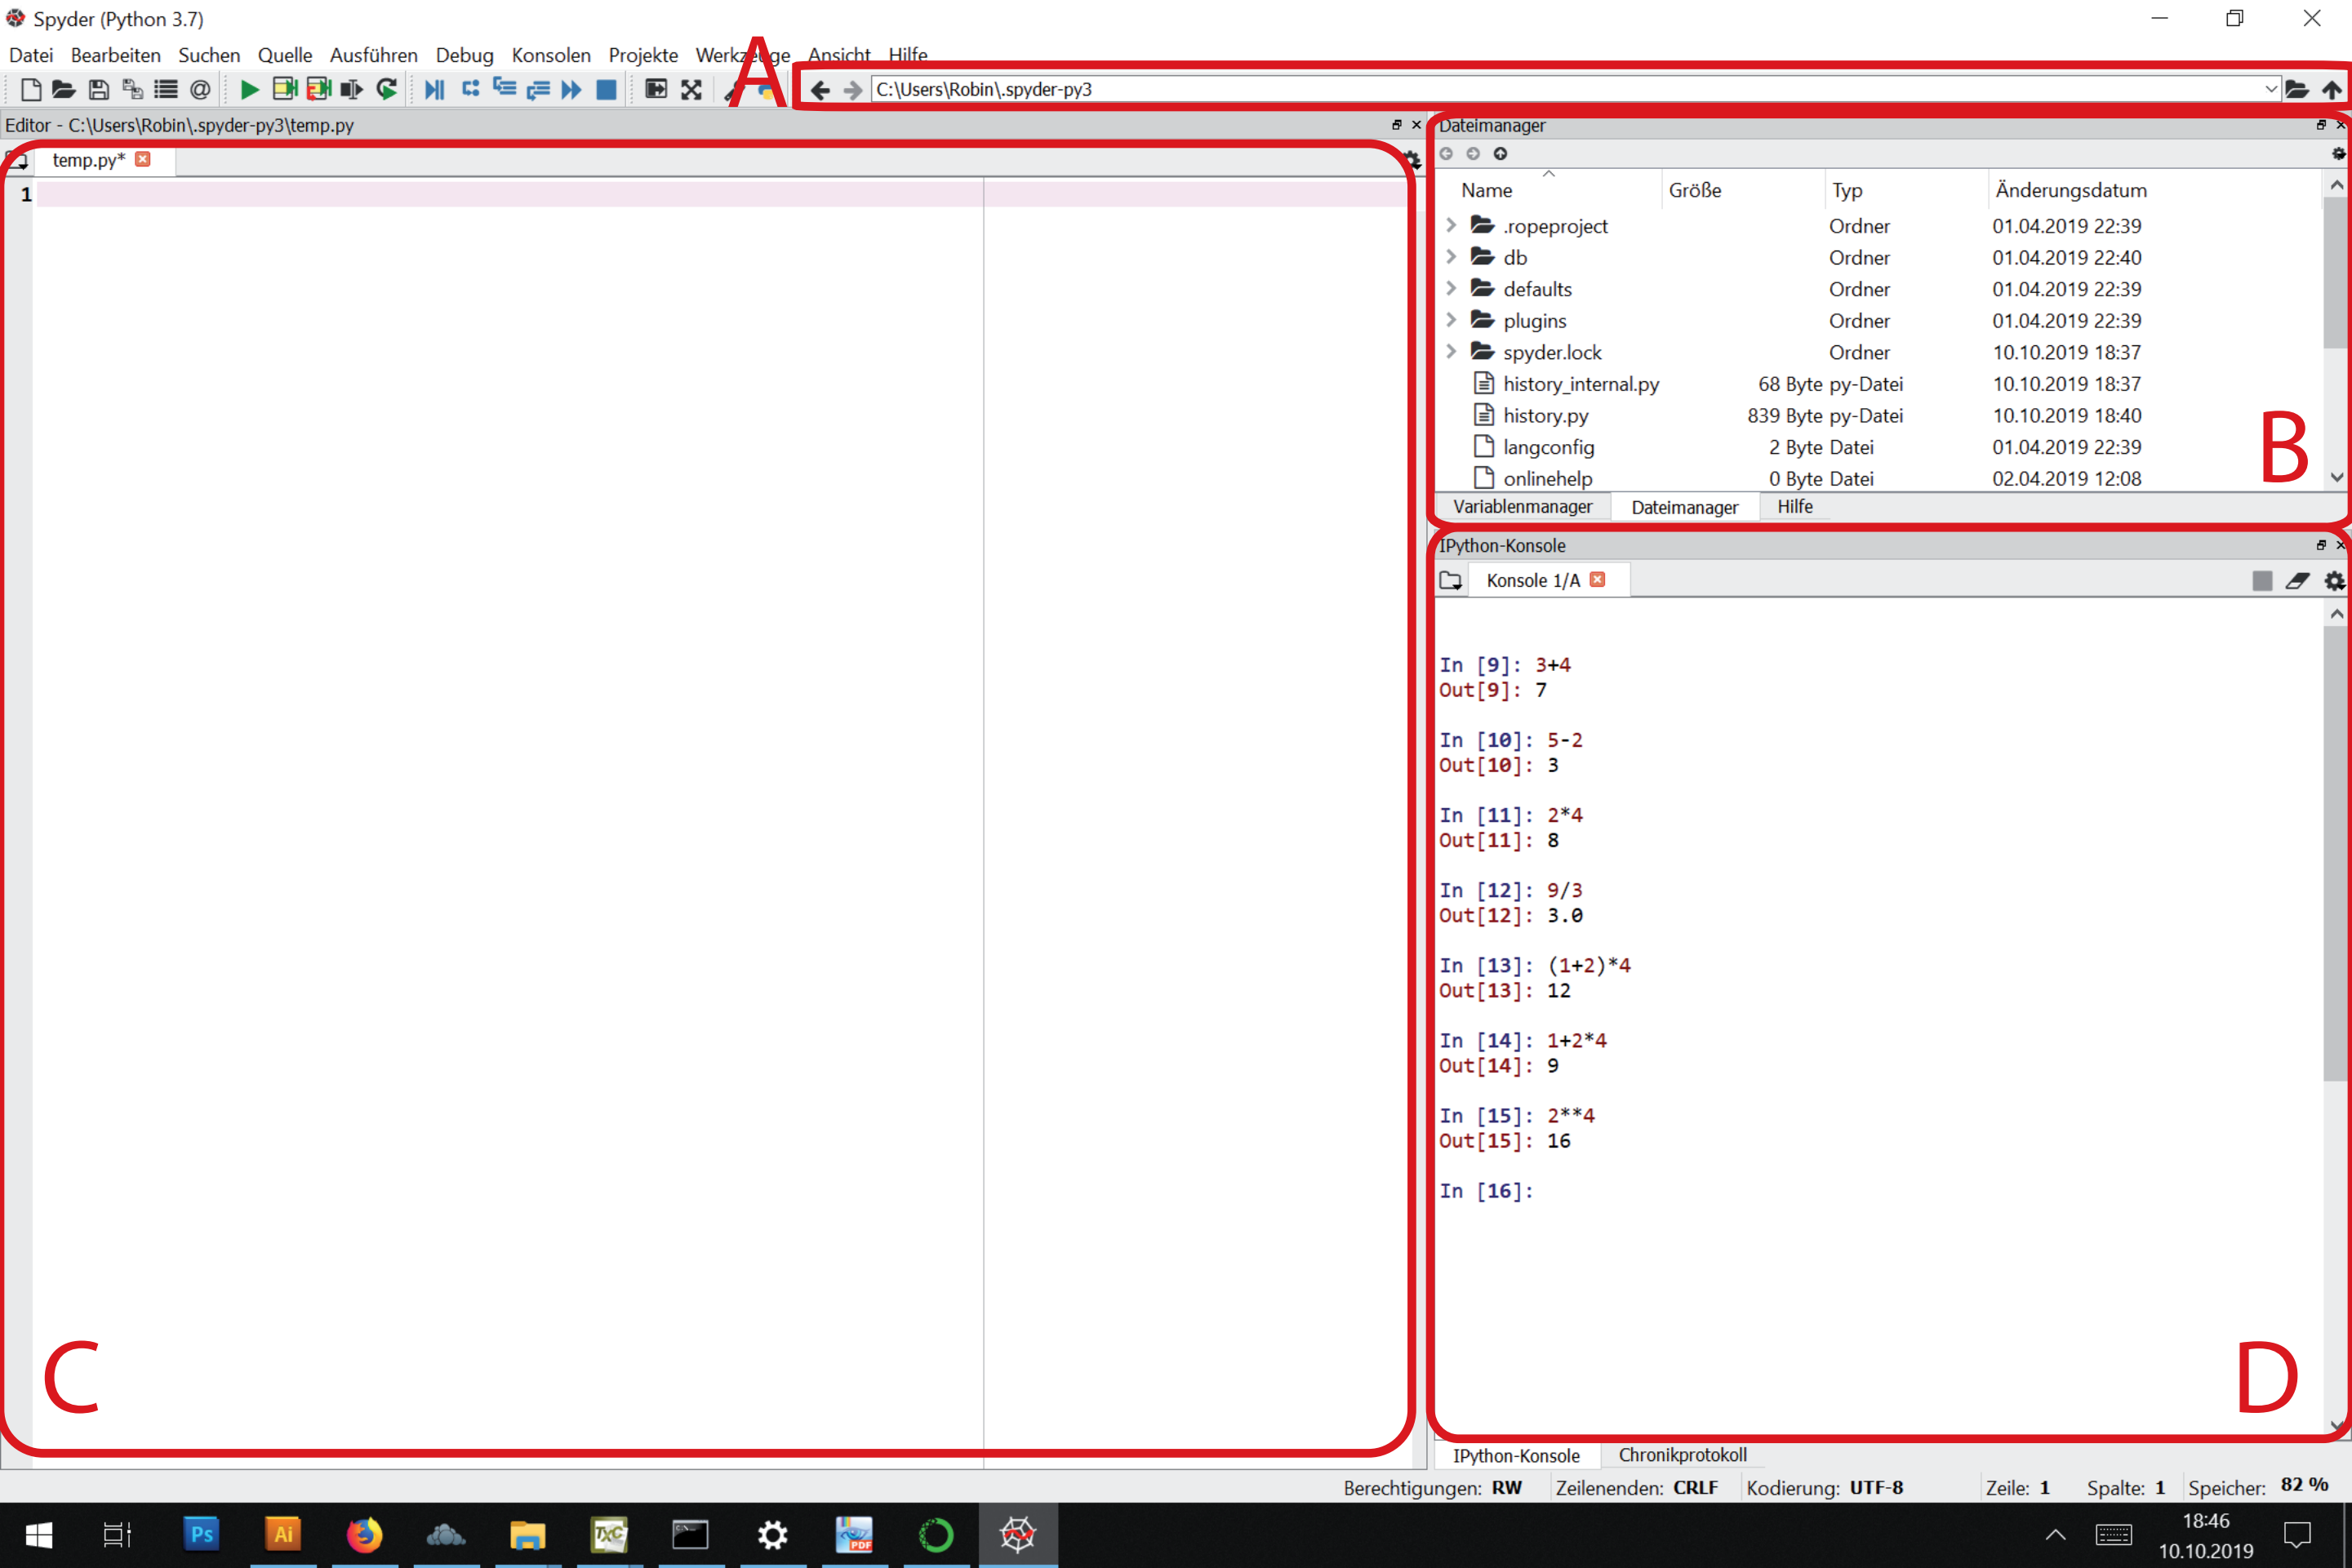 Spyder (Python 3.7)
Datei Bearbeiten Suchen Quelle Ausführen Debug Konsolen Projekte Werkzeuge Ansicht Hilfe
A
C:\Users\Robin\.spyder-py3
Editor - C:\Users\Robin\.spyder-py3\temp.py
temp.py*
1
C
Dateimanager
Name Größe Typ Änderungsdatum
.ropeproject Ordner 01.04.2019 22:39
db Ordner 01.04.2019 22:40
defaults Ordner 01.04.2019 22:39
plugins Ordner 01.04.2019 22:39
spyder.lock Ordner 10.10.2019 18:37
history_internal.py 68 Byte py-Datei 10.10.2019 18:37
history.py 839 Byte py-Datei 10.10.2019 18:40
langconfig 2 Byte Datei 01.04.2019 22:39
onlinehelp 0 Byte Datei 02.04.2019 12:08
B
Variablenmanager Dateimanager Hilfe
IPython-Konsole
Konsole 1/A
In [9]: 3+4
Out[9]: 7
In [10]: 5-2
Out[10]: 3
In [11]: 2*4
Out[11]: 8
In [12]: 9/3
Out[12]: 3.0
In [13]: (1+2)*4
Out[13]: 12
In [14]: 1+2*4
Out[14]: 9
In [15]: 2**4
Out[15]: 16
In [16]:
D
IPython-Konsole Chronikprotokoll
Berechtigungen: RW Zeilenenden: CRLF Kodierung: UTF-8 Zeile: 1 Spalte: 1 Speicher: 82 %
Ps Ai TXC PDF
18:46
10.10.2019